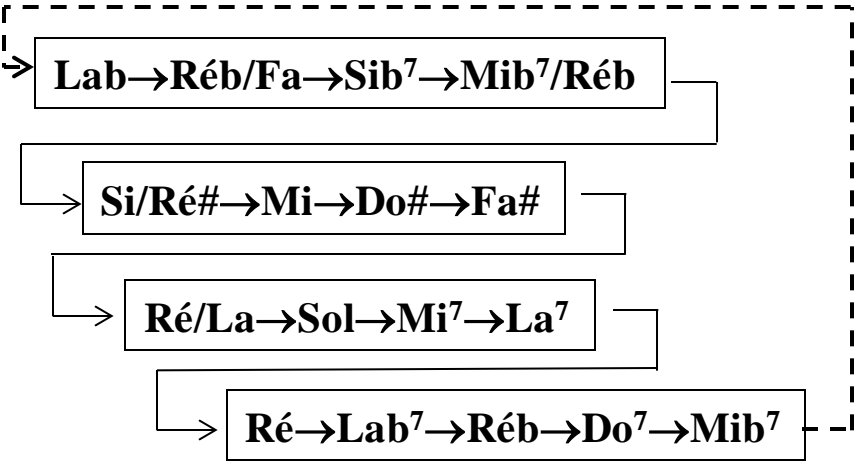 Lab→Réb/Fa→Sib⁷→Mib⁷/Réb
Si/Ré#→Mi→Do#→Fa#
Ré/La→Sol→Mi⁷→La⁷
Ré→Lab⁷→Réb→Do⁷→Mib⁷